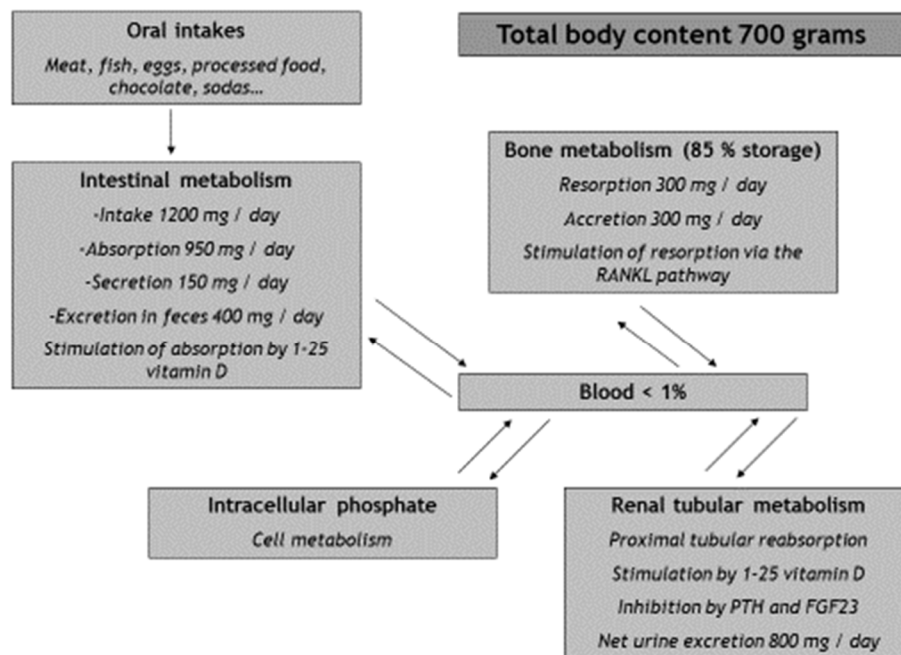 Oral intakes
Meat, fish, eggs, processed food,
chocolate, sodas...
Total body content 700 grams
Intestinal metabolism
-Intake 1200 mg / day
-Absorption 950 mg / day
-Secretion 150 mg / day
-Excretion in feces 400 mg / day
Stimulation of absorption by 1-25
vitamin D
Bone metabolism (85 % storage)
Resorption 300 mg / day
Accretion 300 mg / day
Stimulation of resorption via the
RANKL pathway
Blood < 1%
Intracellular phosphate
Cell metabolism
Renal tubular metabolism
Proximal tubular reabsorption
Stimulation by 1-25 vitamin D
Inhibition by PTH and FGF23
Net urine excretion 800 mg / day